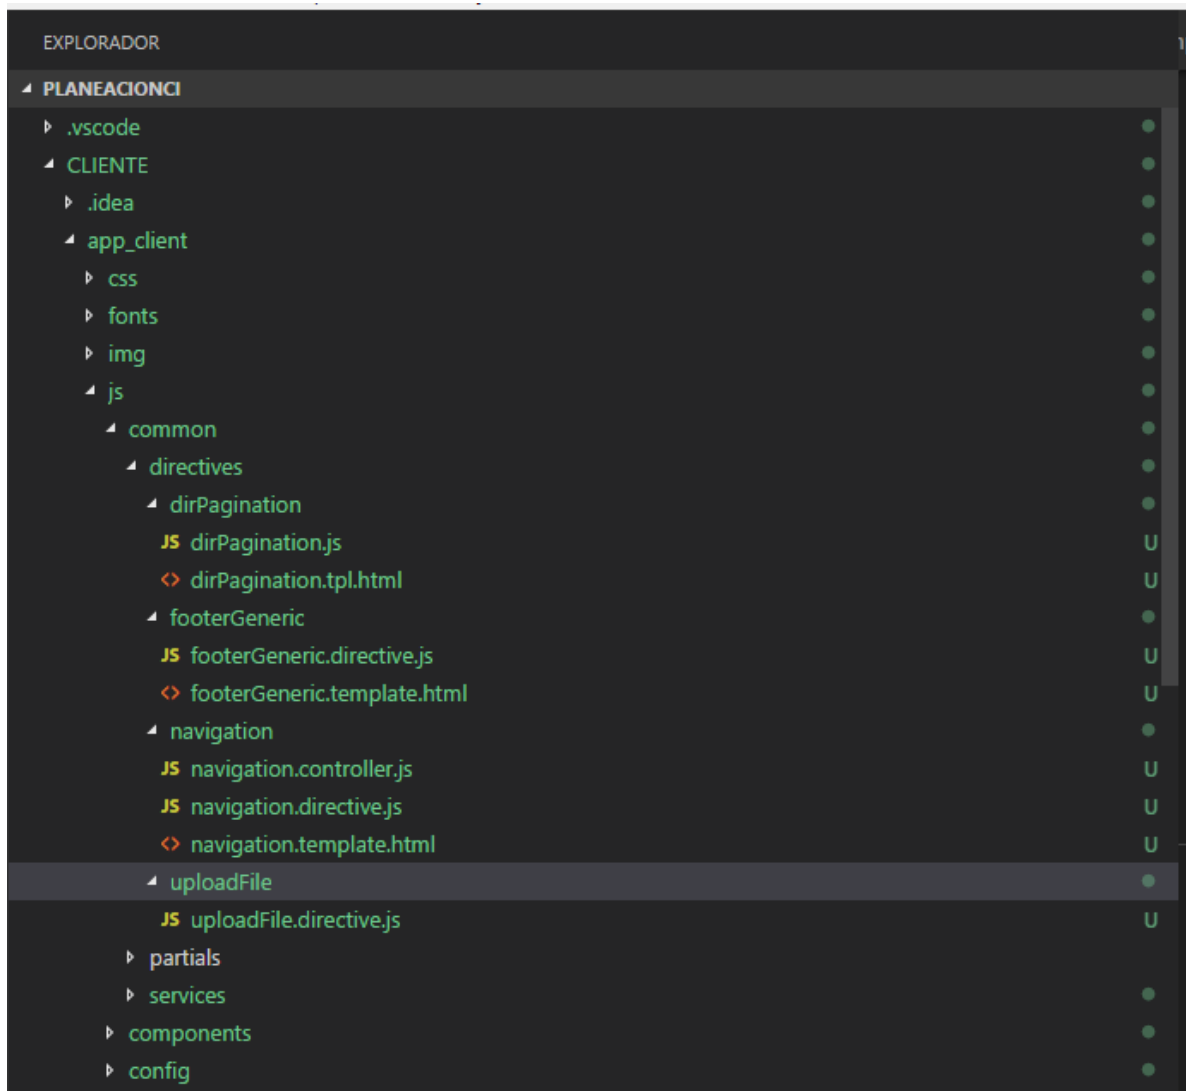 EXPLORADOR
PLANEACIONCI
.vscode
CLIENTE
.idea
app_client
css
fonts
img
js
common
directives
dirPagination
JS dirPagination.js U
<> dirPagination.tpl.html U
footerGeneric
JS footerGeneric.directive.js U
<> footerGeneric.template.html U
navigation
JS navigation.controller.js U
JS navigation.directive.js U
<> navigation.template.html U
uploadFile
JS uploadFile.directive.js U
partials
services
components
config